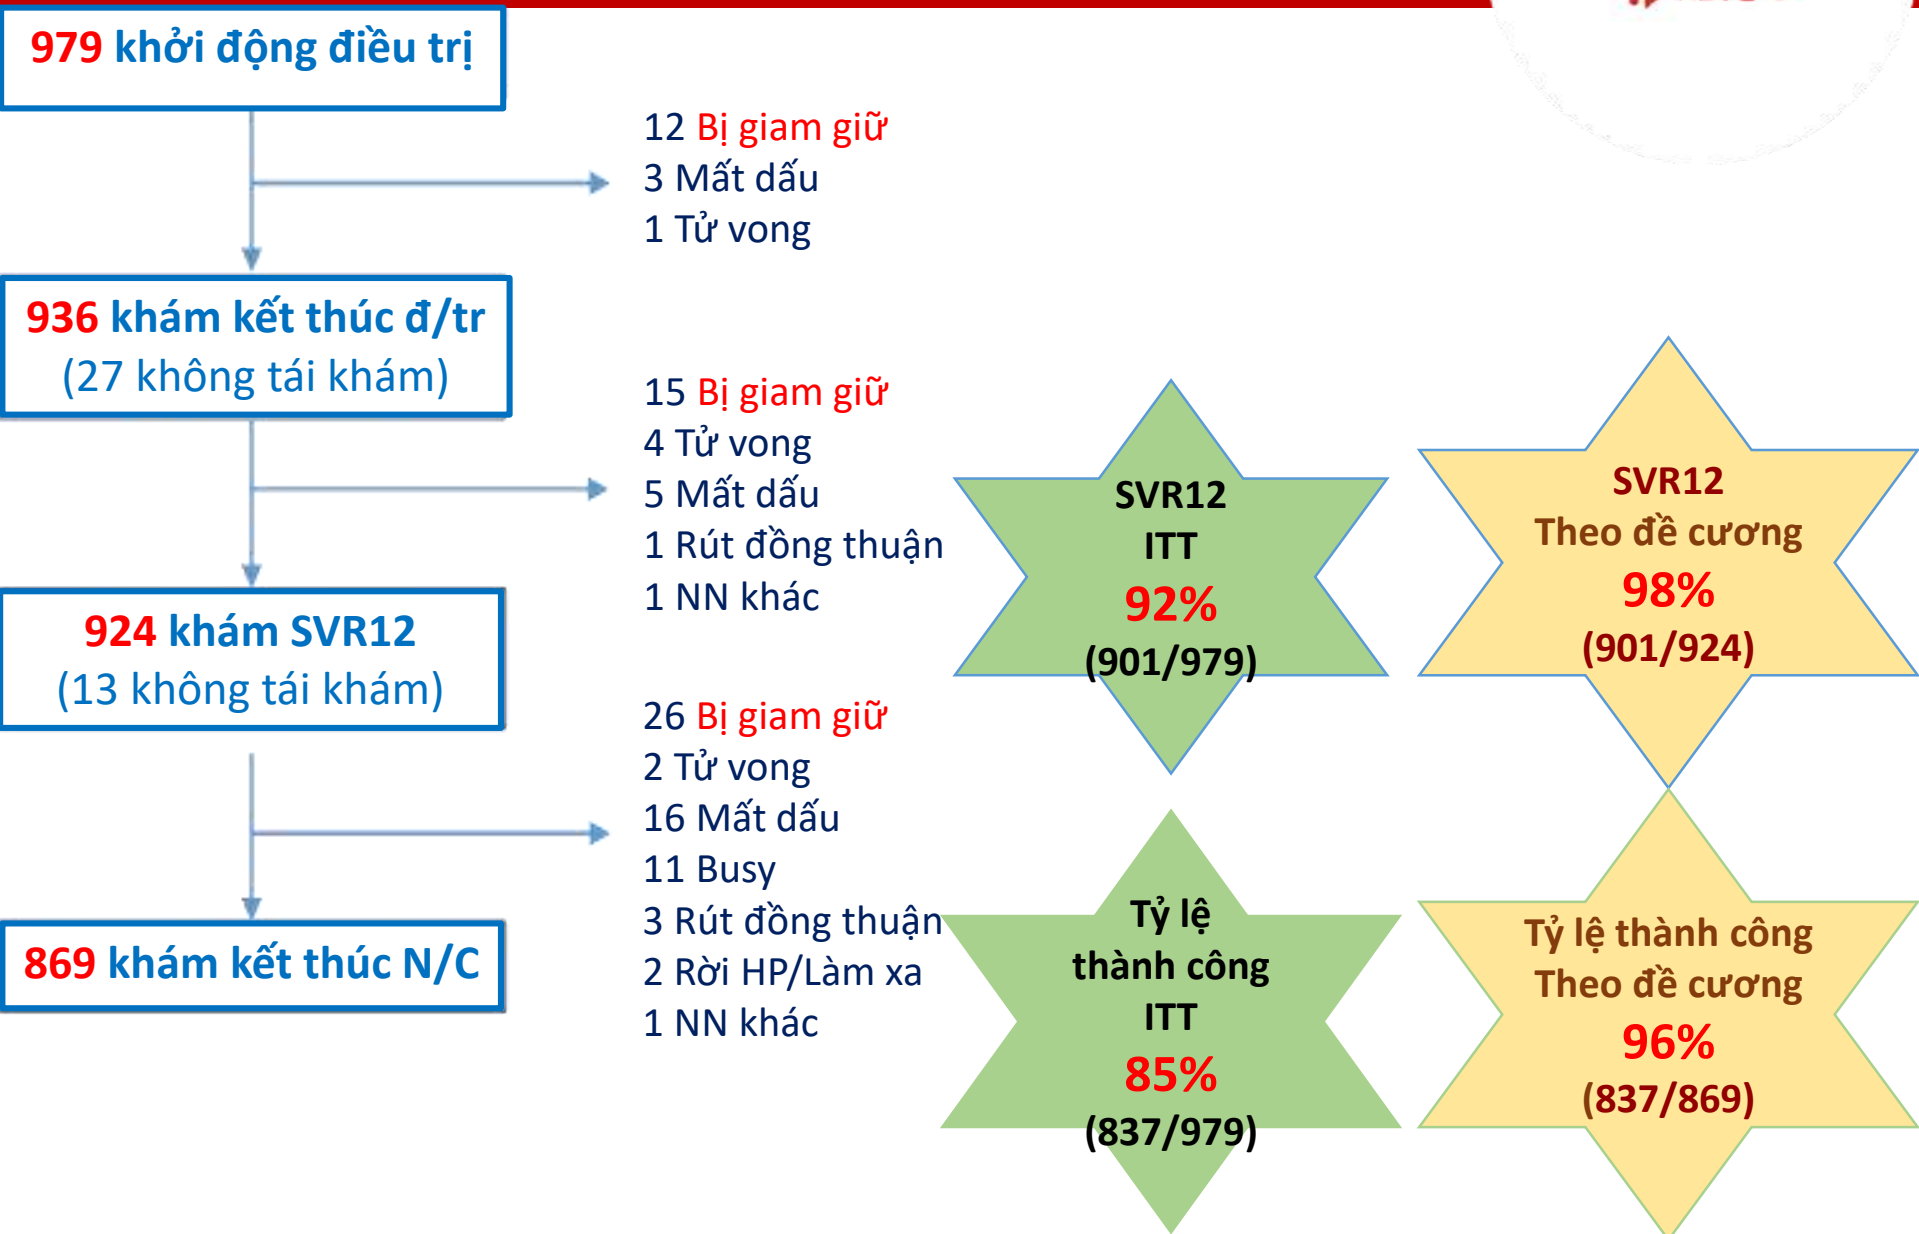 979 khởi động điều trị
12 Bị giam giữ
3 Mất dấu
1 Tử vong
936 khám kết thúc đ/tr
(27 không tái khám)
15 Bị giam giữ
4 Tử vong
5 Mất dấu
1 Rút đồng thuận
1 NN khác
924 khám SVR12
(13 không tái khám)
26 Bị giam giữ
2 Tử vong
16 Mất dấu
11 Busy
3 Rút đồng thuận
2 Rời HP/Làm xa
1 NN khác
869 khám kết thúc N/C
SVR12
ITT
92%
(901/979)
SVR12
Theo đề cương
98%
(901/924)
Tỷ lệ
thành công
ITT
85%
(837/979)
Tỷ lệ thành công
Theo đề cương
96%
(837/869)